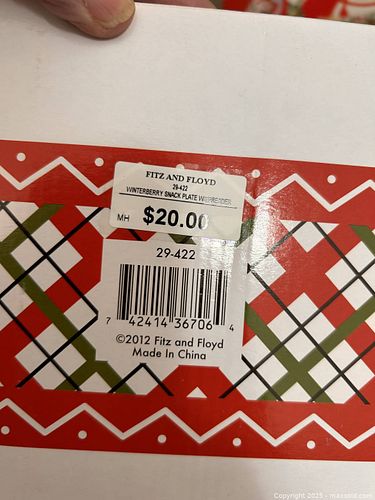 FITZ AND FLOYD
29-422
WINTERBERRY SNACK PLATE W/SPREADER
MH $20.00
29-422
7 42414 36706 4
©2012 Fitz and Floyd
Made In China
Copyright 2025 - maxsold.com